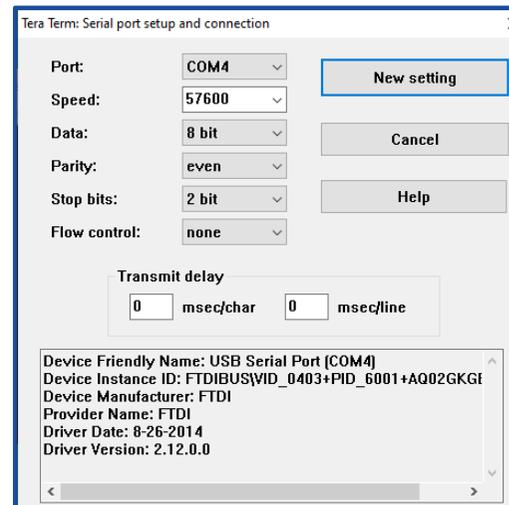 Tera Term: Serial port setup and connection
Port: COM4
New setting
Speed: 57600
Data: 8 bit
Cancel
Parity: even
Stop bits: 2 bit
Help
Flow control: none
Transmit delay
0 msec/char 0 msec/line
Device Friendly Name: USB Serial Port (COM4)
Device Instance ID: FTDIBUS\VID_0403+PID_6001+AQ02GKGE
Device Manufacturer: FTDI
Provider Name: FTDI
Driver Date: 8-26-2014
Driver Version: 2.12.0.0